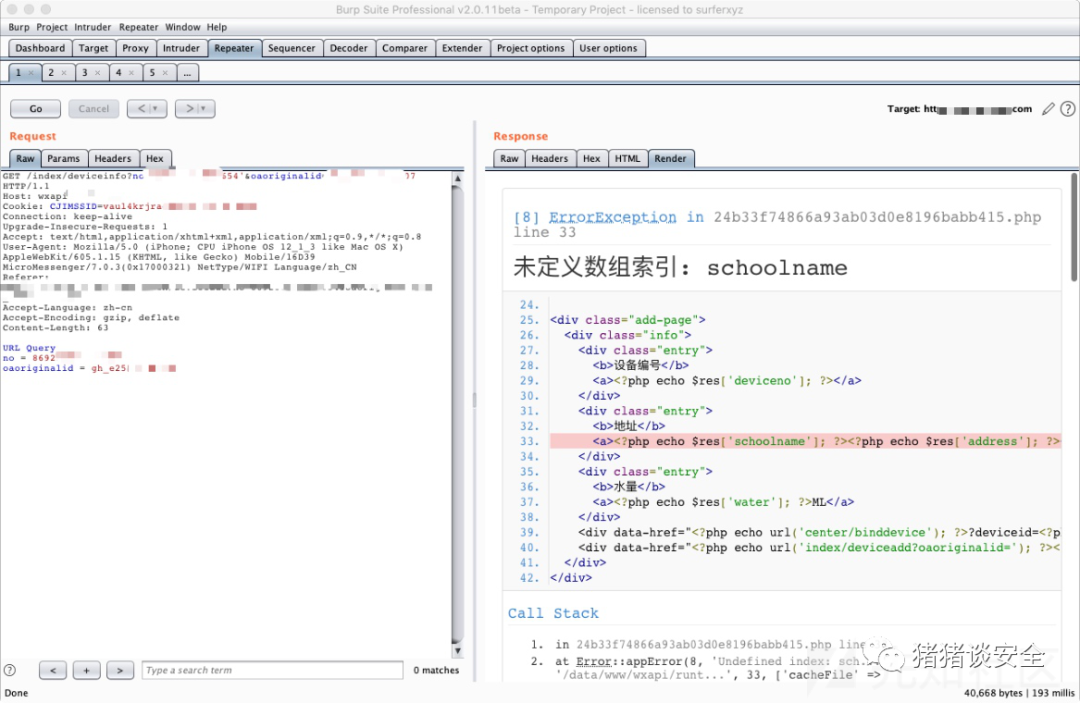 Burp Suite Professional v2.0.11beta - Temporary Project - licensed to surferxyz
Burp Project Intruder Repeater Window Help
Dashboard Target Proxy Intruder Repeater Sequencer Decoder Comparer Extender Project options User options
1 × 2 × 3 × 4 × 5 × ...
Go Cancel < > Target: htt com
Request
Raw Params Headers Hex
GET /index/deviceinfo?no 554'&oaoriginalid 77
HTTP/1.1
Host: wxapi
Cookie: CJIMSSID=vaul4krjra
Connection: keep-alive
Upgrade-Insecure-Requests: 1
Accept: text/html,application/xhtml+xml,application/xml;q=0.9,*/*;q=0.8
User-Agent: Mozilla/5.0 (iPhone; CPU iPhone OS 12_1_3 like Mac OS X)
AppleWebKit/605.1.15 (KHTML, like Gecko) Mobile/16D39
MicroMessenger/7.0.3(0x17000321) NetType/WIFI Language/zh_CN
Referer:
Accept-Language: zh-cn
Accept-Encoding: gzip, deflate
Content-Length: 63
URL Query
no = 8692
oaoriginalid = gh_e25
? < + > Type a search term 0 matches
Done
Response
Raw Headers Hex HTML Render
[8] ErrorException in 24b33f74866a93ab03d0e8196babb415.php
line 33
未定义数组索引: schoolname
24.
25. <div class="add-page">
26. <div class="info">
27. <div class="entry">
28. <b>设备编号</b>
29. <a><?php echo $res['deviceno']; ?></a>
30. </div>
31. <div class="entry">
32. <b>地址</b>
33. <a><?php echo $res['schoolname']; ?><?php echo $res['address']; ?>
34. </div>
35. <div class="entry">
36. <b>水量</b>
37. <a><?php echo $res['water']; ?>ML</a>
38. </div>
39. <div data-href="<?php echo url('center/binddevice'); ?>?deviceid=<?p
40. <div data-href="<?php echo url('index/deviceadd?oaoriginalid='); ?><
41. </div>
42. </div>
Call Stack
1. in 24b33f74866a93ab03d0e8196babb415.php line
2. at Error::appError(8, 'Undefined index: sch
'/data/www/wxapi/runt...', 33, ['cacheFile' =>
猪猪谈安全
40,668 bytes | 193 millis